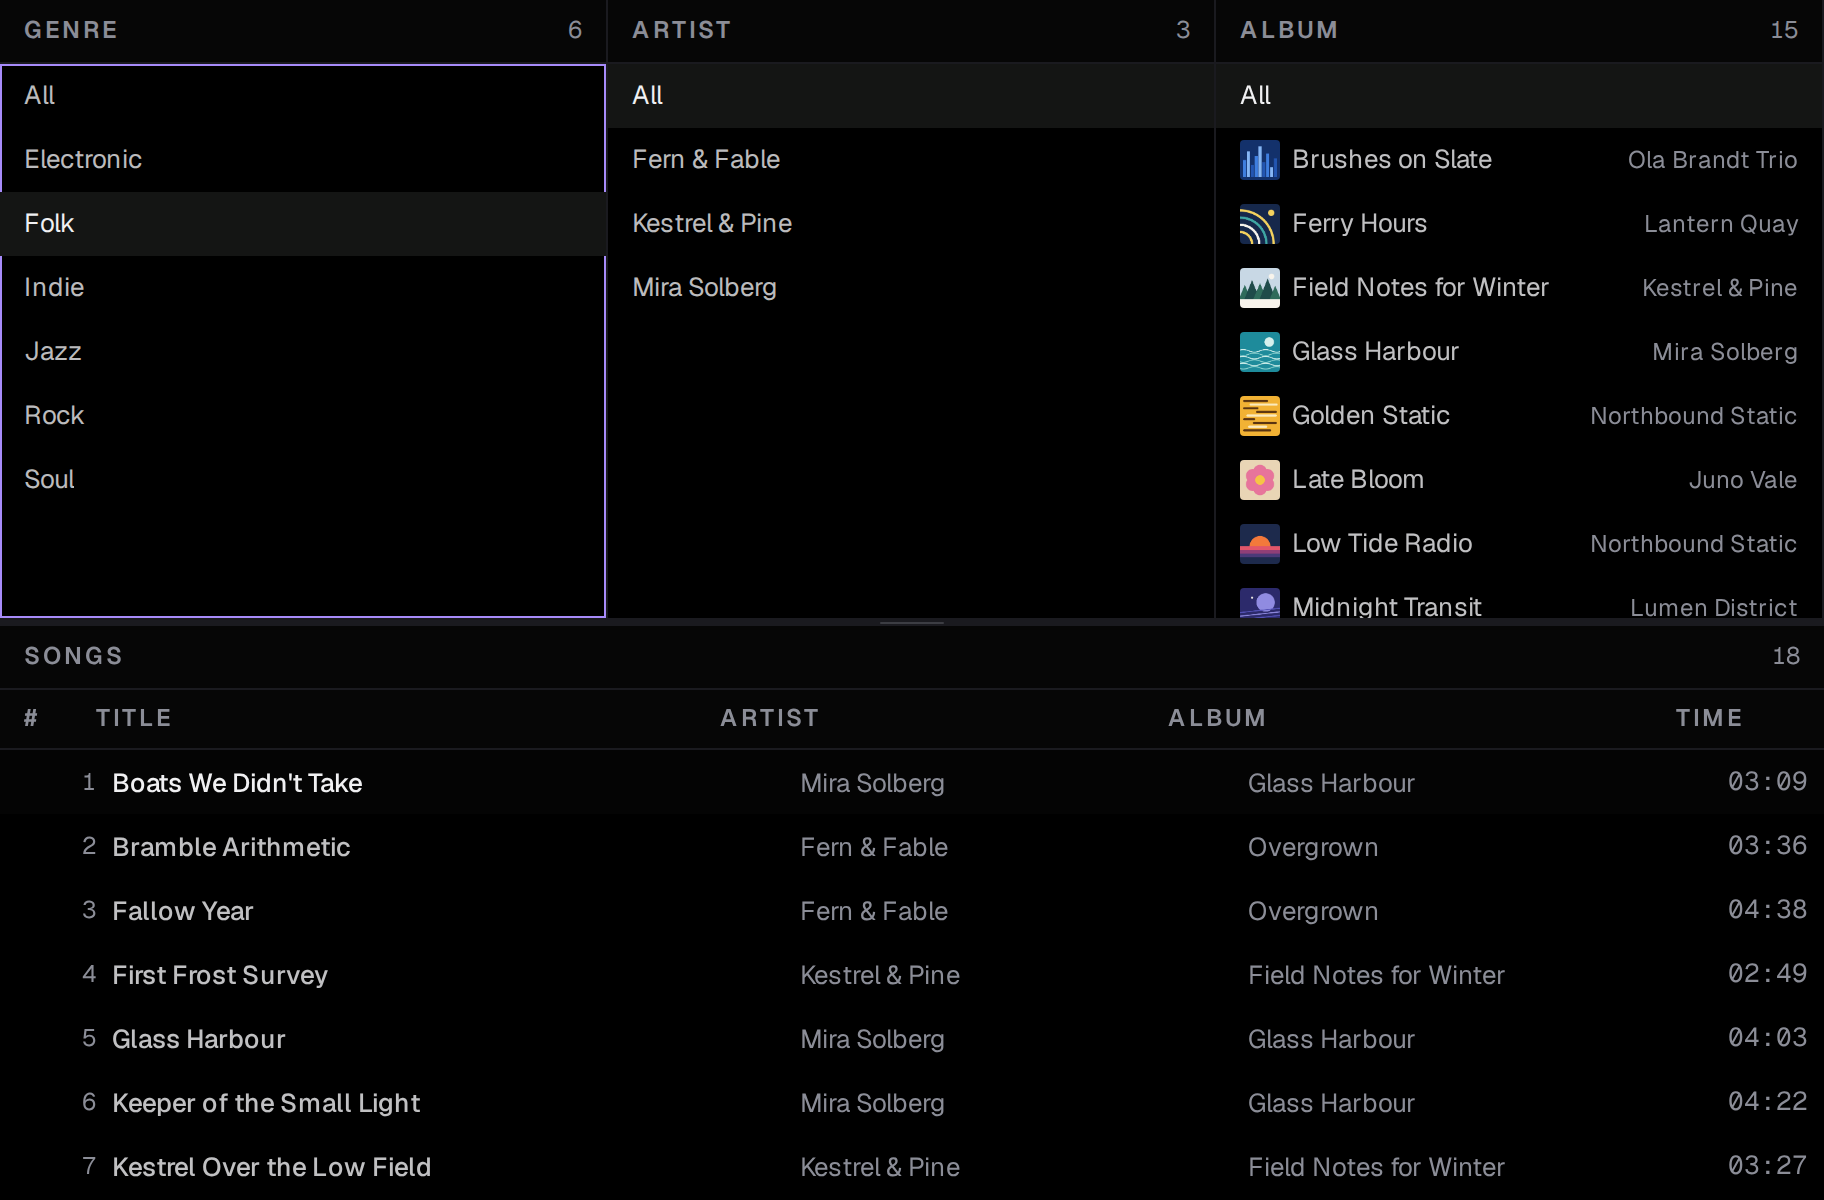 GENRE 6
All
Electronic
Folk
Indie
Jazz
Rock
Soul
ARTIST 3
All
Fern & Fable
Kestrel & Pine
Mira Solberg
ALBUM 15
All
Brushes on Slate Ola Brandt Trio
Ferry Hours Lantern Quay
Field Notes for Winter Kestrel & Pine
Glass Harbour Mira Solberg
Golden Static Northbound Static
Late Bloom Juno Vale
Low Tide Radio Northbound Static
Midnight Transit Lumen District
SONGS 18
# TITLE ARTIST ALBUM TIME
1 Boats We Didn't Take Mira Solberg Glass Harbour 03:09
2 Bramble Arithmetic Fern & Fable Overgrown 03:36
3 Fallow Year Fern & Fable Overgrown 04:38
4 First Frost Survey Kestrel & Pine Field Notes for Winter 02:49
5 Glass Harbour Mira Solberg Glass Harbour 04:03
6 Keeper of the Small Light Mira Solberg Glass Harbour 04:22
7 Kestrel Over the Low Field Kestrel & Pine Field Notes for Winter 03:27